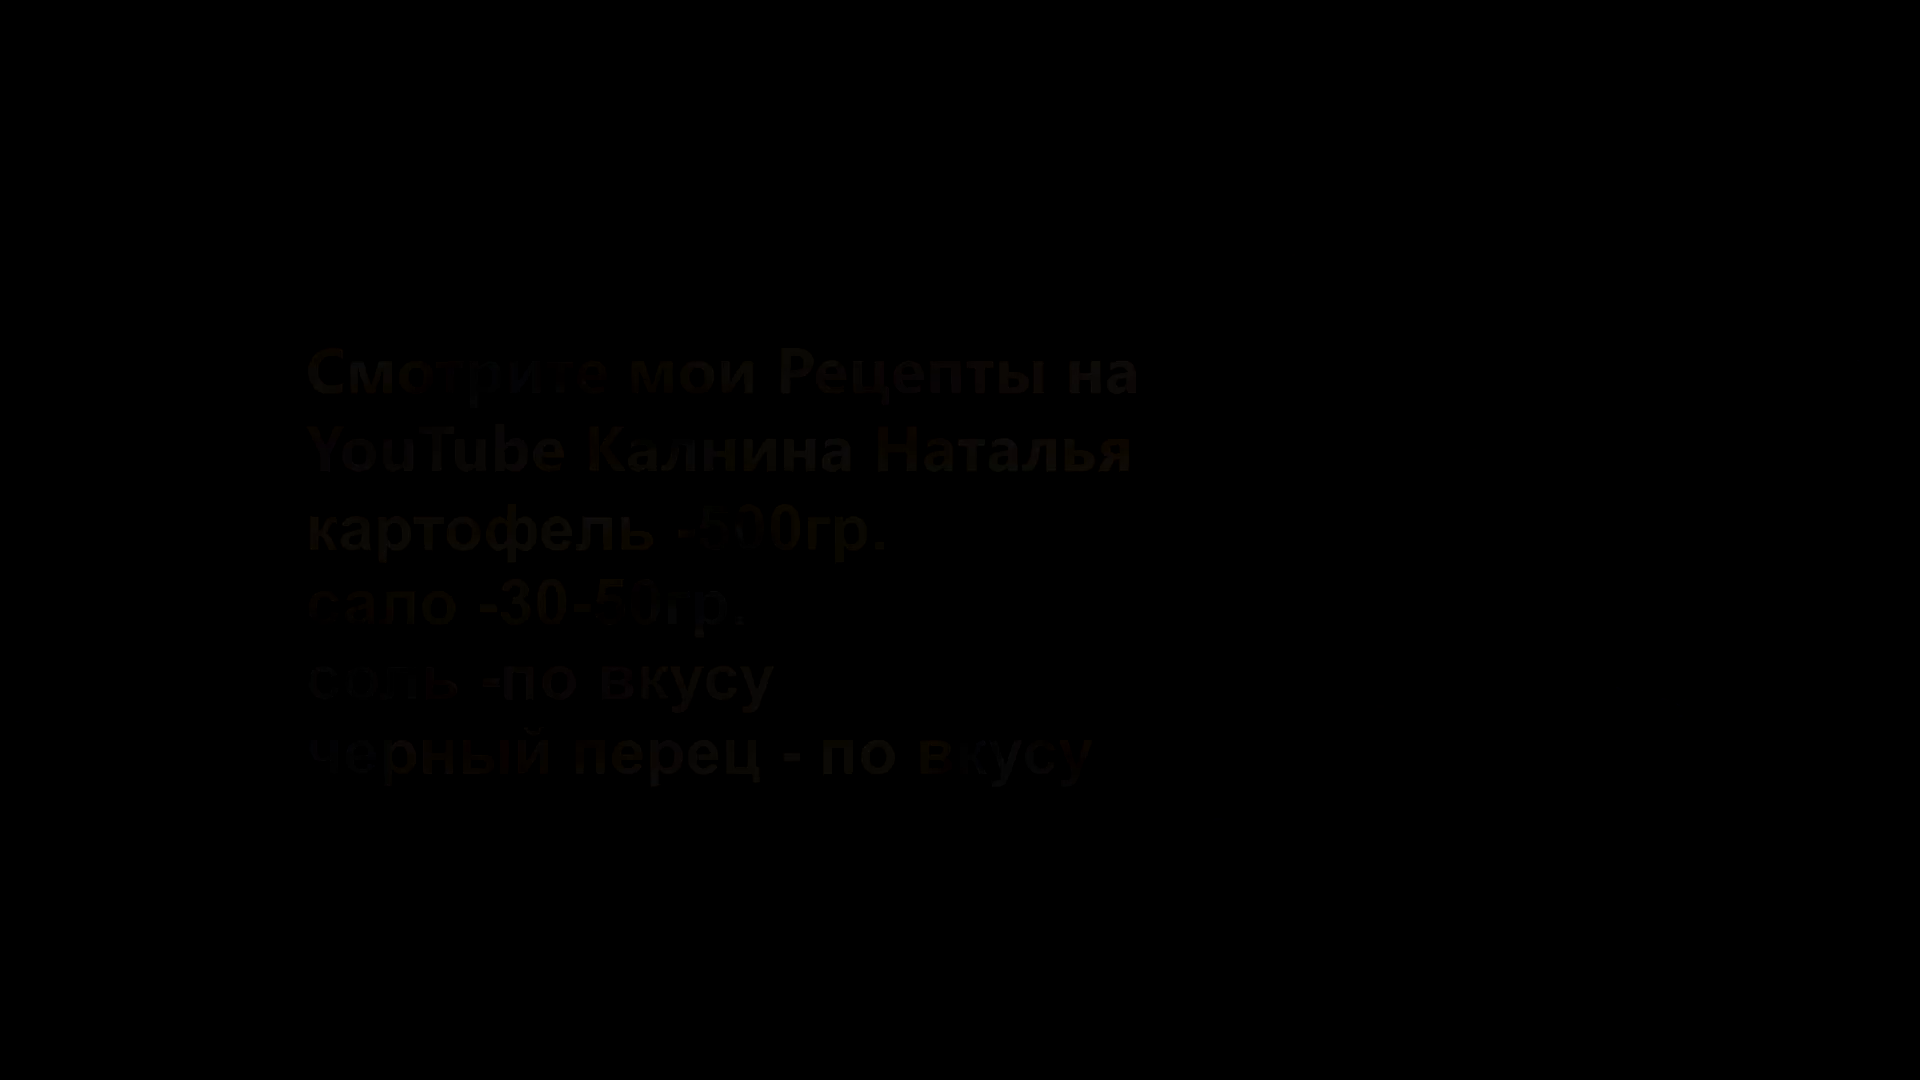 Смотрите мои Рецепты на
YouTube Калнина Наталья
картофель -500гр.
сало -30-50гр.
соль -по вкусу
черный перец - по вкусу